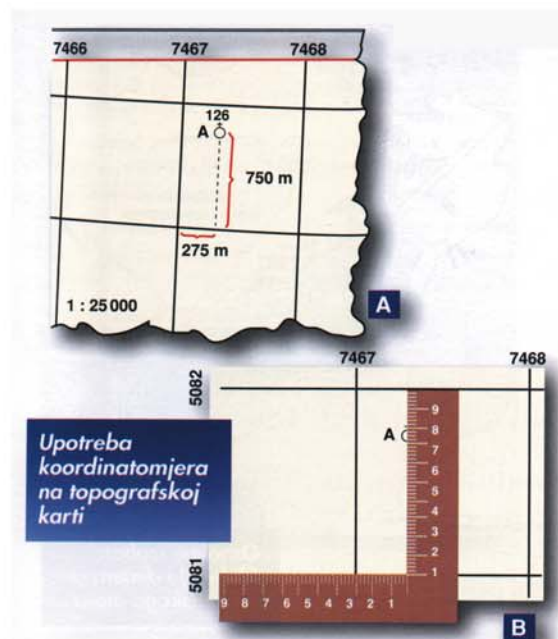 7466 7467 7468
126
A
750 m
275 m
1 : 25 000
A
7467 7468
5082
9
A
8
7
6
5
4
3
2
5081
1
9 8 7 6 5 4 3 2 1
B
Upotreba
koordinatomjera
na topografskoj
karti